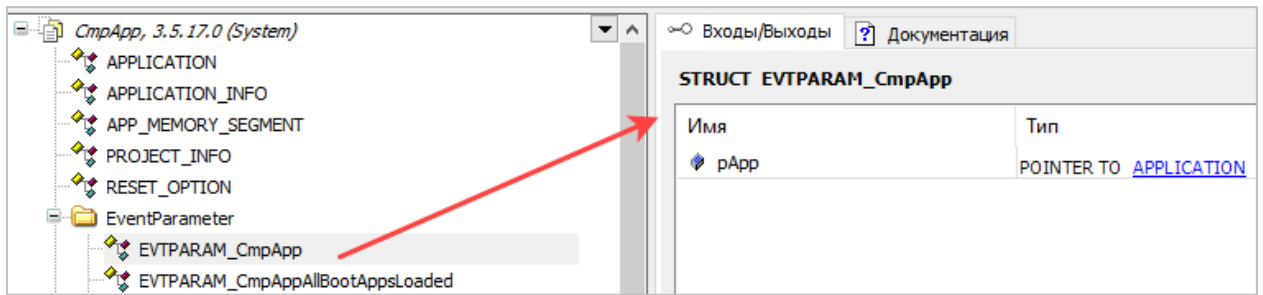 CmpApp, 3.5.17.0 (System)
APPLICATION
APPLICATION_INFO
APP_MEMORY_SEGMENT
PROJECT_INFO
RESET_OPTION
EventParameter
EVTPARAM_CmpApp
EVTPARAM_CmpAppAllBootAppsLoaded
Входы/Выходы ? Документация
STRUCT EVTPARAM_CmpApp
Имя Тип
pApp POINTER TO APPLICATION